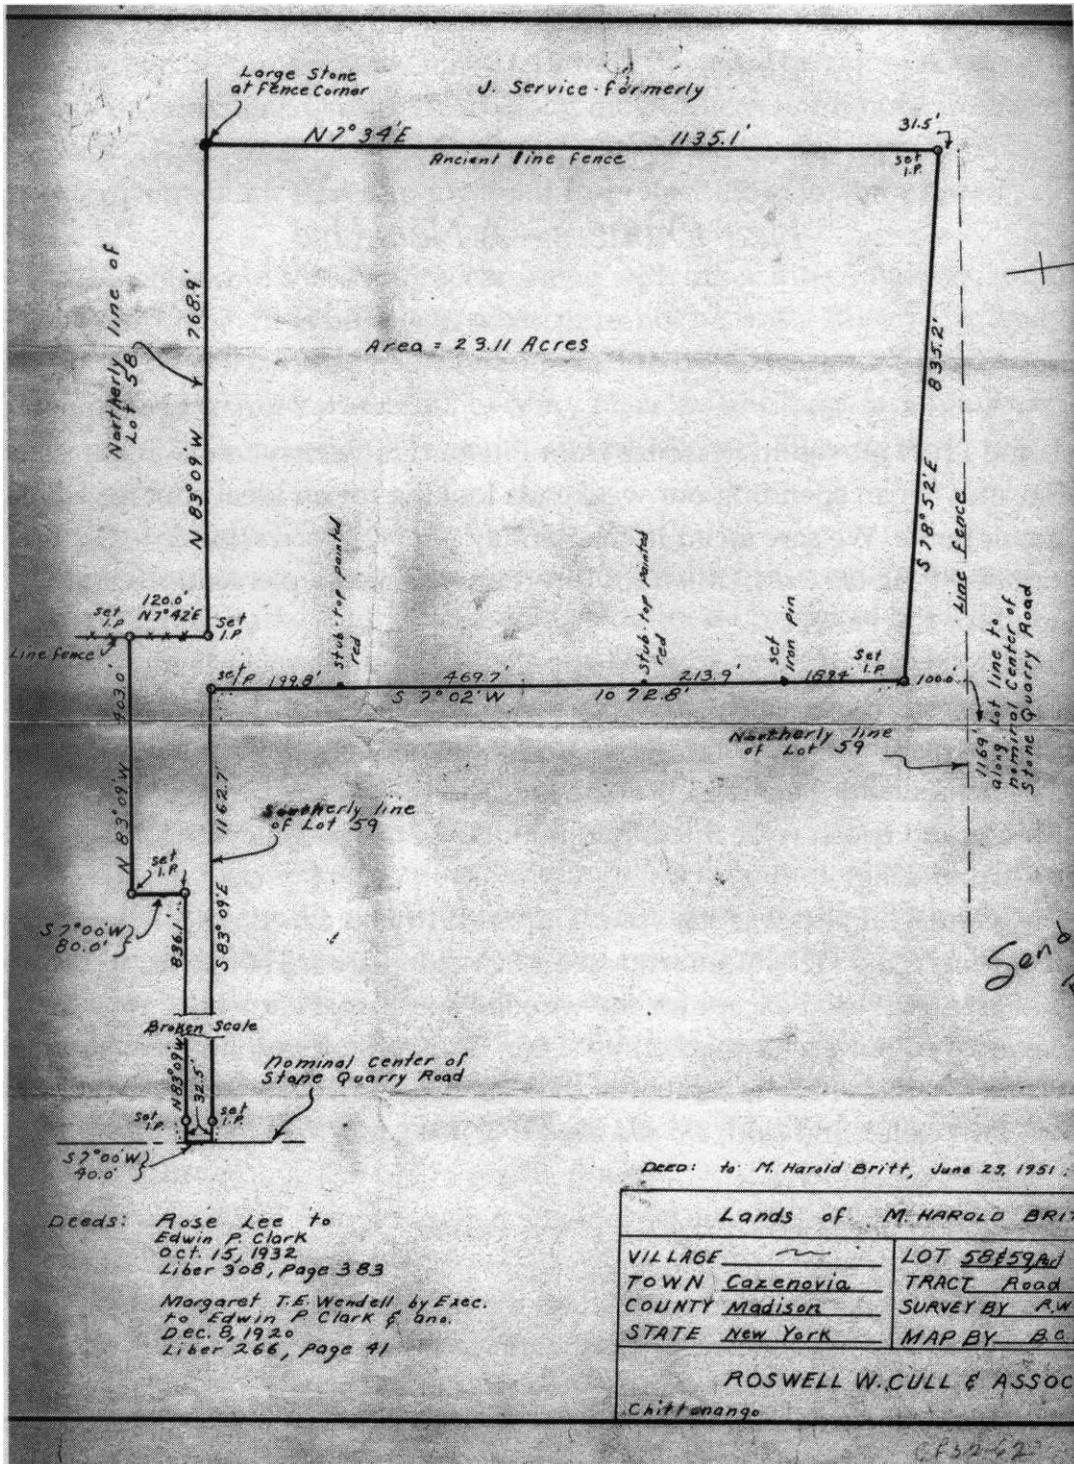 Large Stone
at Fence Corner
J. Service - formerly
N 7° 34' E
1135.1'
31.5'
Ancient line fence
Set
I.P.
Northerly line of
Lot 58
768.9'
N 83° 09' W
Area = 23.11 Acres
835.2'
S 78° 52' E
Line fence
120.0'
N 7° 42' E
Set
I.P.
Set
I.P.
Line fence
Stub-top painted
red
Stub-top painted
red
set
iron pin
Set
I.P.
set
IP
199.8'
469.7'
213.9'
189.4
100.0'
S 7° 02' W
1072.8'
Northerly line
of Lot 59
1169'
along Lot line to
nominal Center of
Stone Quarry Road
403.0'
N 83° 09' W
1162.7'
S 83° 09' E
Southerly line
of Lot 59
set
I.P.
S 7° 00' W
80.0'
836.1
Broken Scale
N 83° 09' W
32.5'
Nominal Center of
Stone Quarry Road
Set
I.P.
set
I.P.
S 7° 00' W
40.0'
Send
DEED: to M. Harold Britt, June 29, 1951
Deeds: Rose Lee to
Edwin P. Clark
Oct. 15, 1932
Liber 308, Page 383
Margaret T.E. Wendell by Exec.
to Edwin P Clark & ano.
Dec. 8, 1920
Liber 266, Page 41
Lands of M. HAROLD BRIT
VILLAGE
LOT 58 & 59
TOWN Cazenovia
TRACT Road
COUNTY Madison
SURVEY BY R.W
STATE New York
MAP BY B.C.
ROSWELL W. CULL & ASSOC
Chittenango